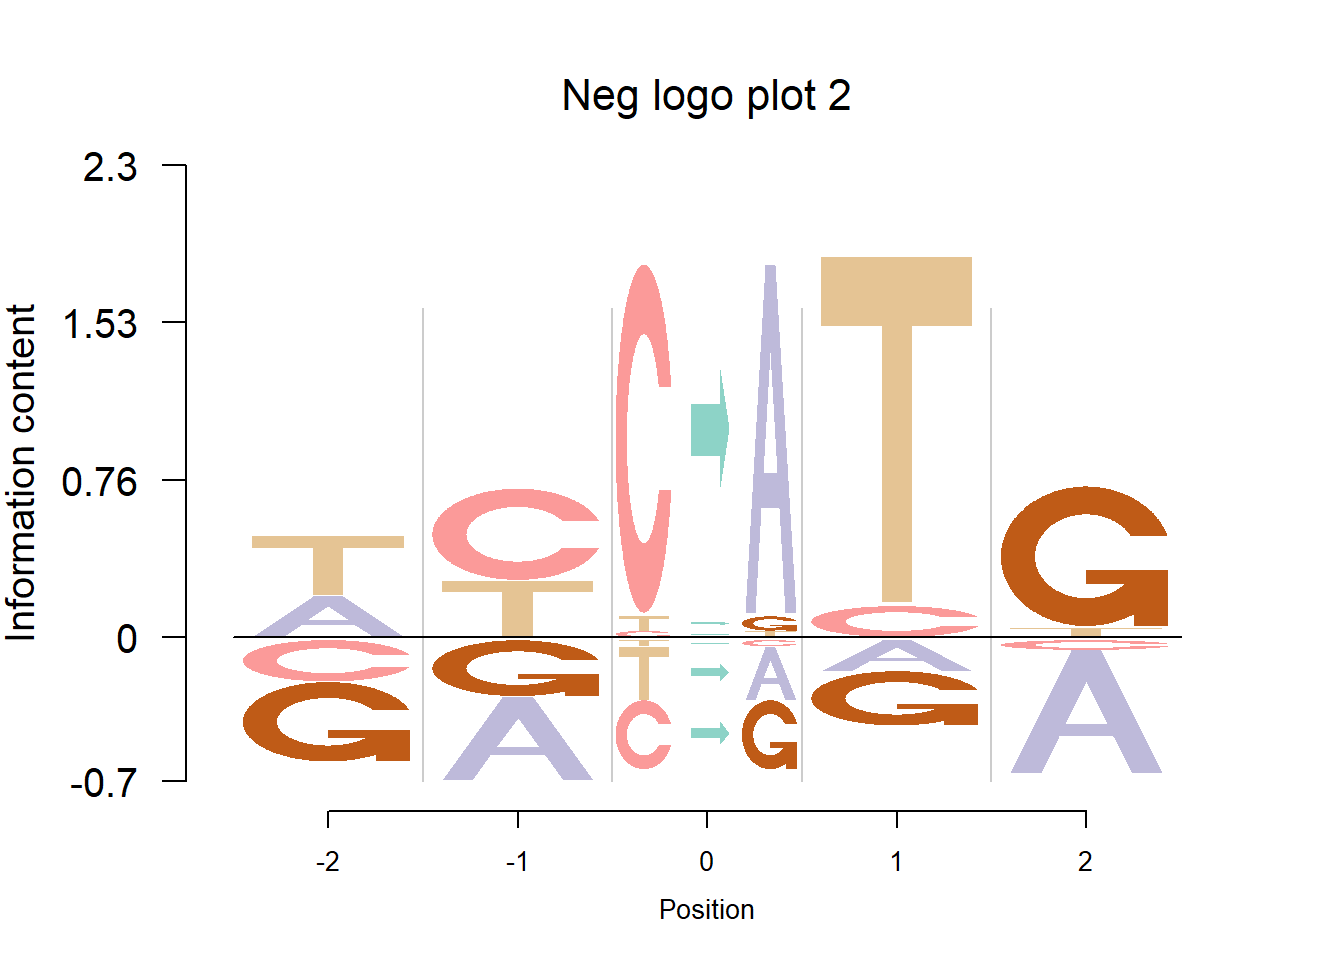 Neg logo plot 2
2.3
1.53
0.76
0
-0.7
Information content
T C C A T G
A T T G C T
C G T A A C
G A C G G A
-2 -1 0 1 2
Position